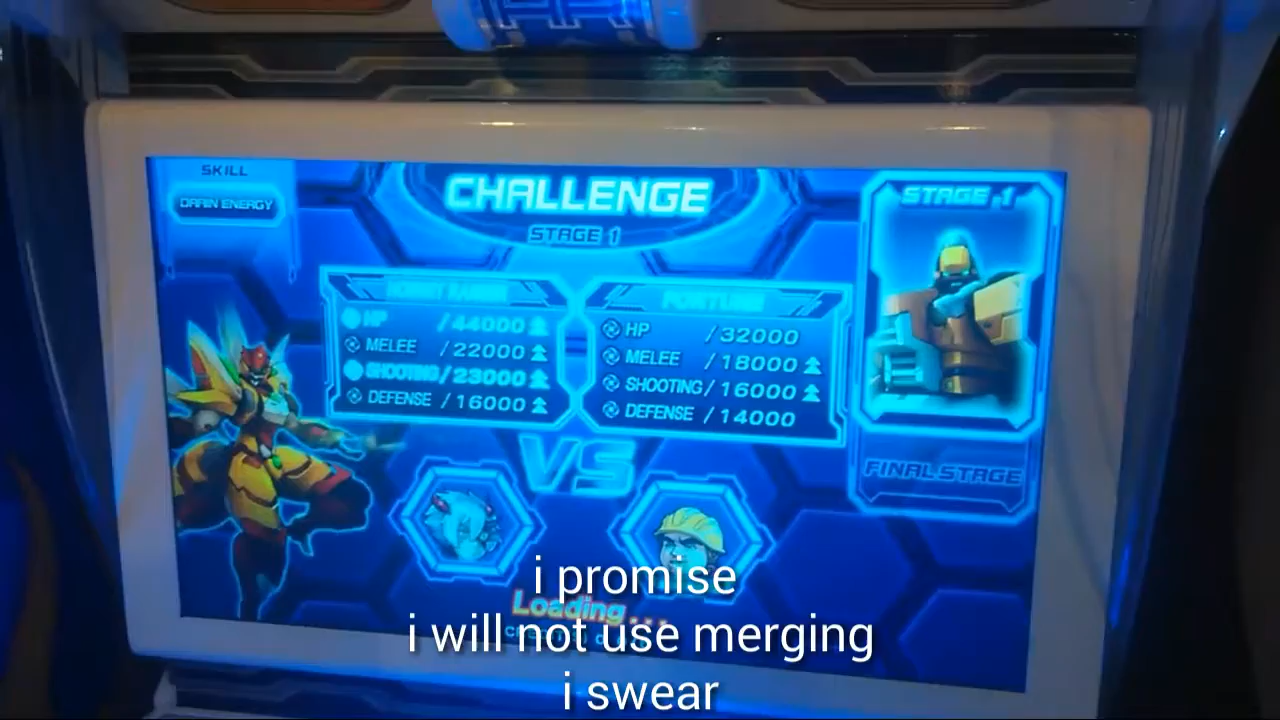 SKILL
DRAIN ENERGY
CHALLENGE
STAGE 1
HP /44000
MELEE /22000
SHOOTING/23000
DEFENSE /16000
HP /32000
MELEE /18000
SHOOTING/16000
DEFENSE /14000
VS
STAGE 1
FINAL STAGE
Loading...
i promise
i will not use merging
i swear